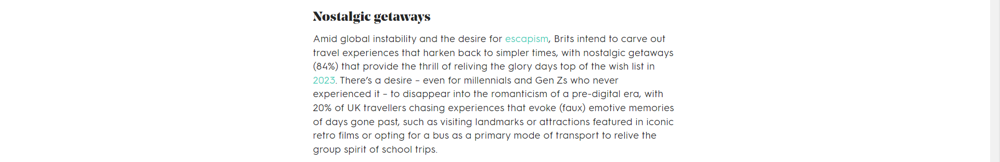 Nostalgic getaways
Amid global instability and the desire for escapism, Brits intend to carve out
travel experiences that harken back to simpler times, with nostalgic getaways
(84%) that provide the thrill of reliving the glory days top of the wish list in
2023. There’s a desire – even for millennials and Gen Zs who never
experienced it – to disappear into the romanticism of a pre-digital era, with
20% of UK travellers chasing experiences that evoke (faux) emotive memories
of days gone past, such as visiting landmarks or attractions featured in iconic
retro films or opting for a bus as a primary mode of transport to relive the
group spirit of school trips.